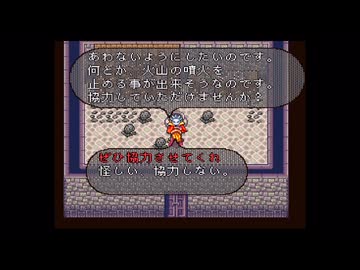 あわないようにしたいのです。
何とか 火山の噴火を
止める事が出来そうなのです。
協力していただけませんか？
ぜひ協力させてくれ
怪しい、協力しない。